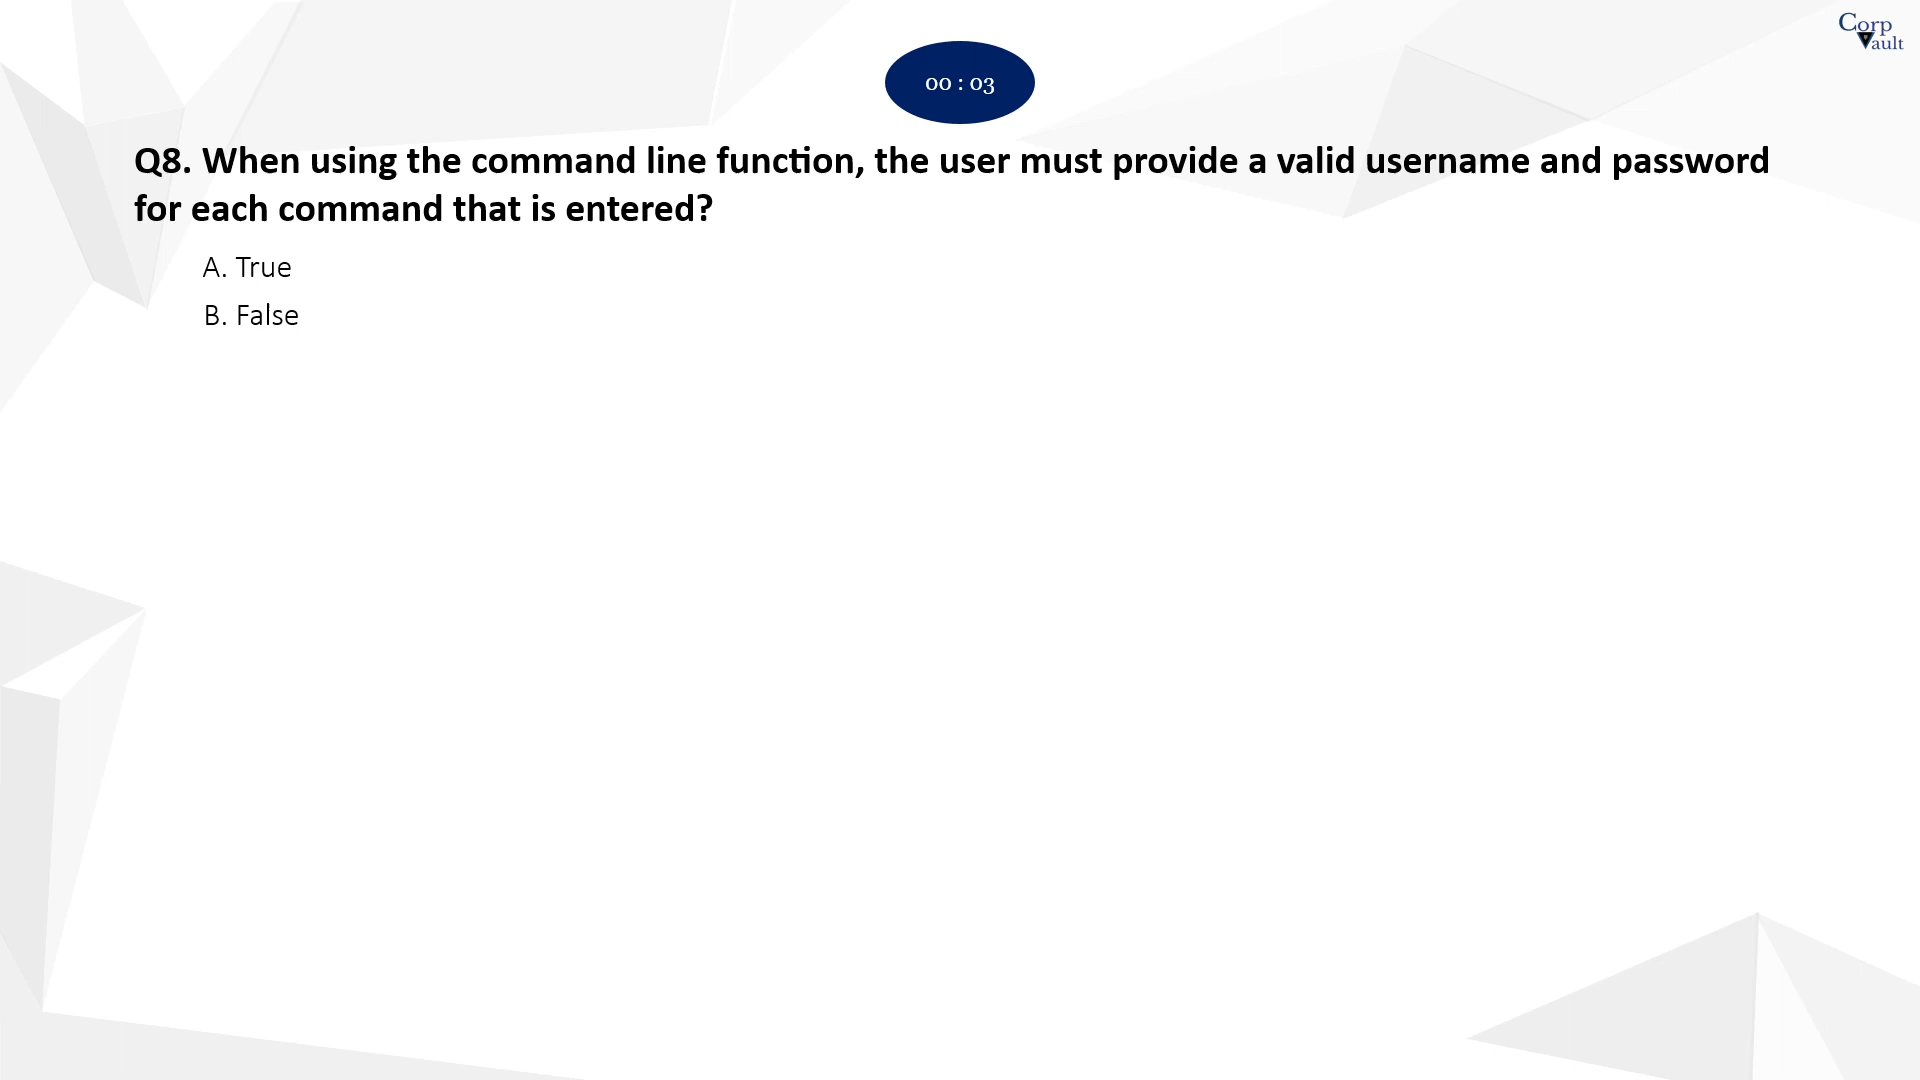 Corp
Vault
00 : 03
Q8. When using the command line function, the user must provide a valid username and password
for each command that is entered?
A. True
B. False